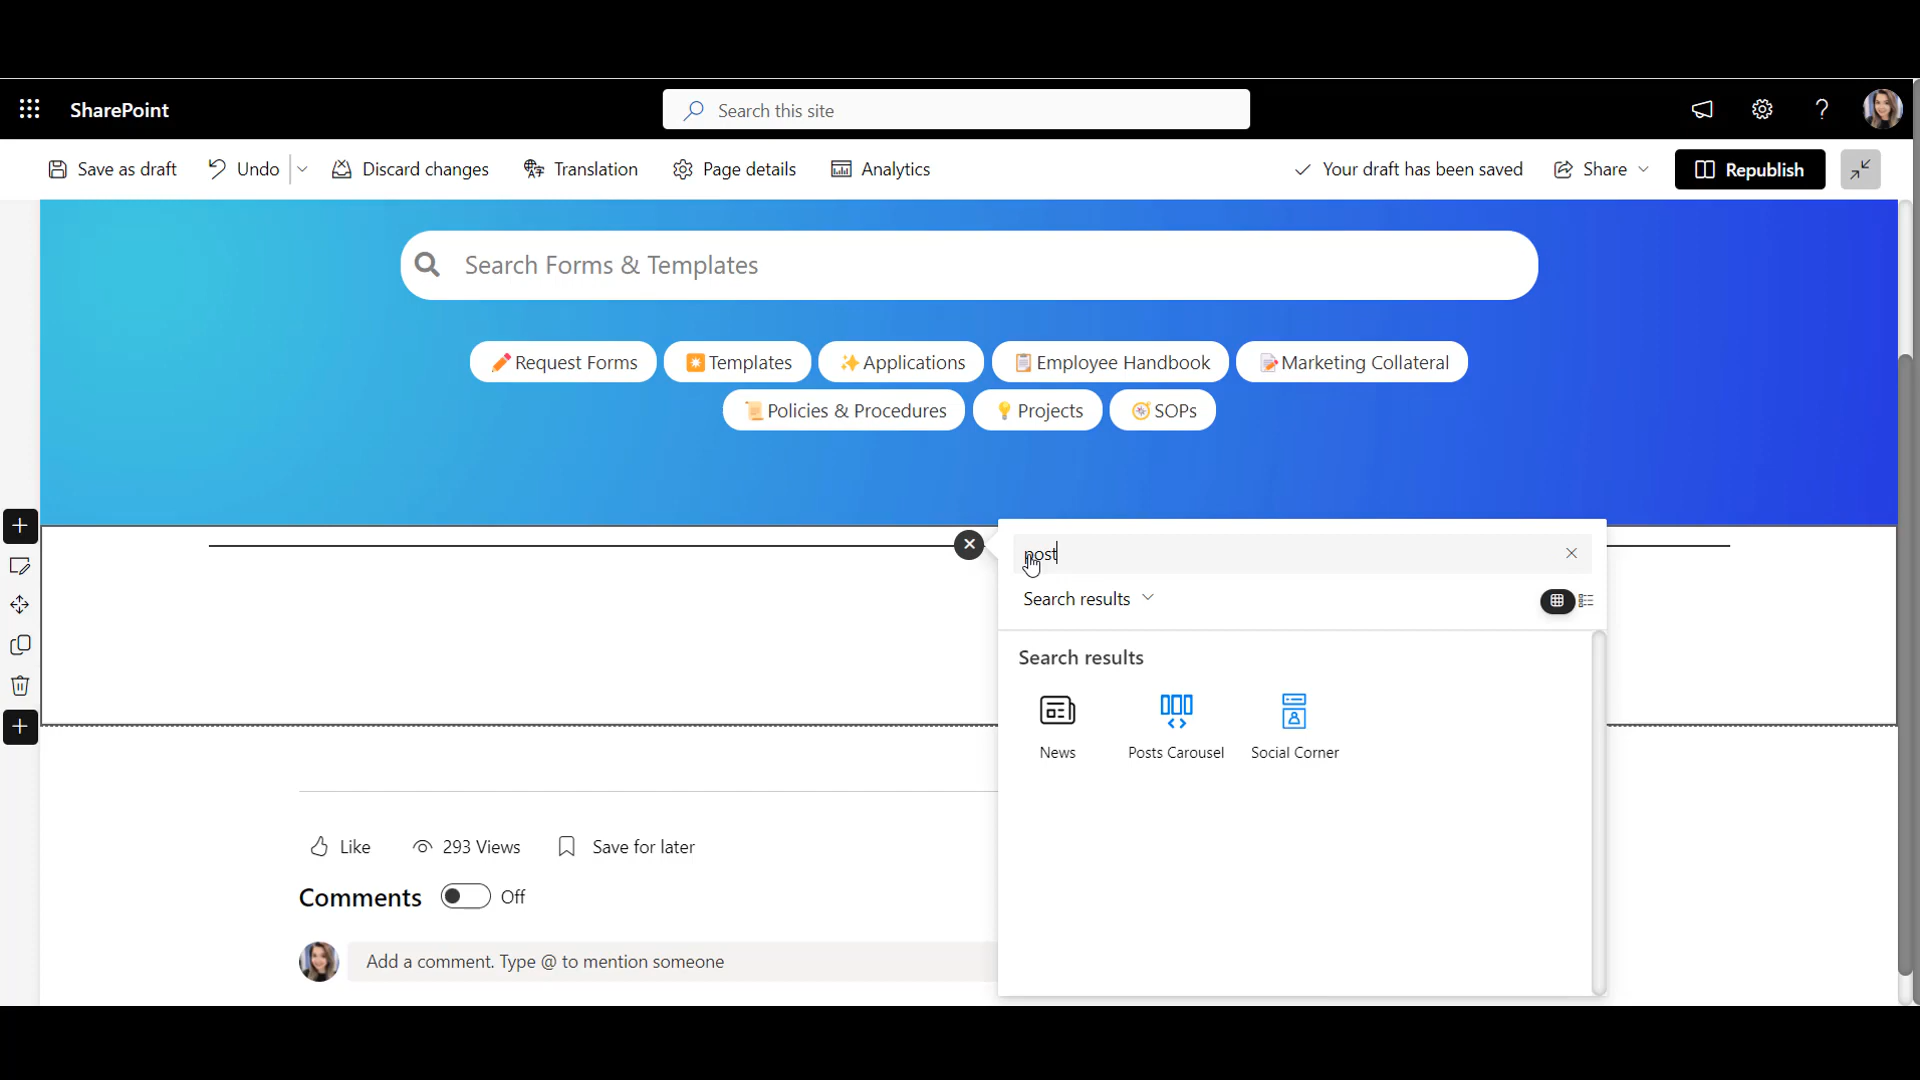 SharePoint
Search this site
Save as draft
Undo
Discard changes
Translation
Page details
Analytics
Your draft has been saved
Share
Republish
Search Forms & Templates
Request Forms
Templates
Applications
Employee Handbook
Marketing Collateral
Policies & Procedures
Projects
SOPs
post
Search results
Search results
News
Posts Carousel
Social Corner
Like
293 Views
Save for later
Comments
Off
Add a comment. Type @ to mention someone